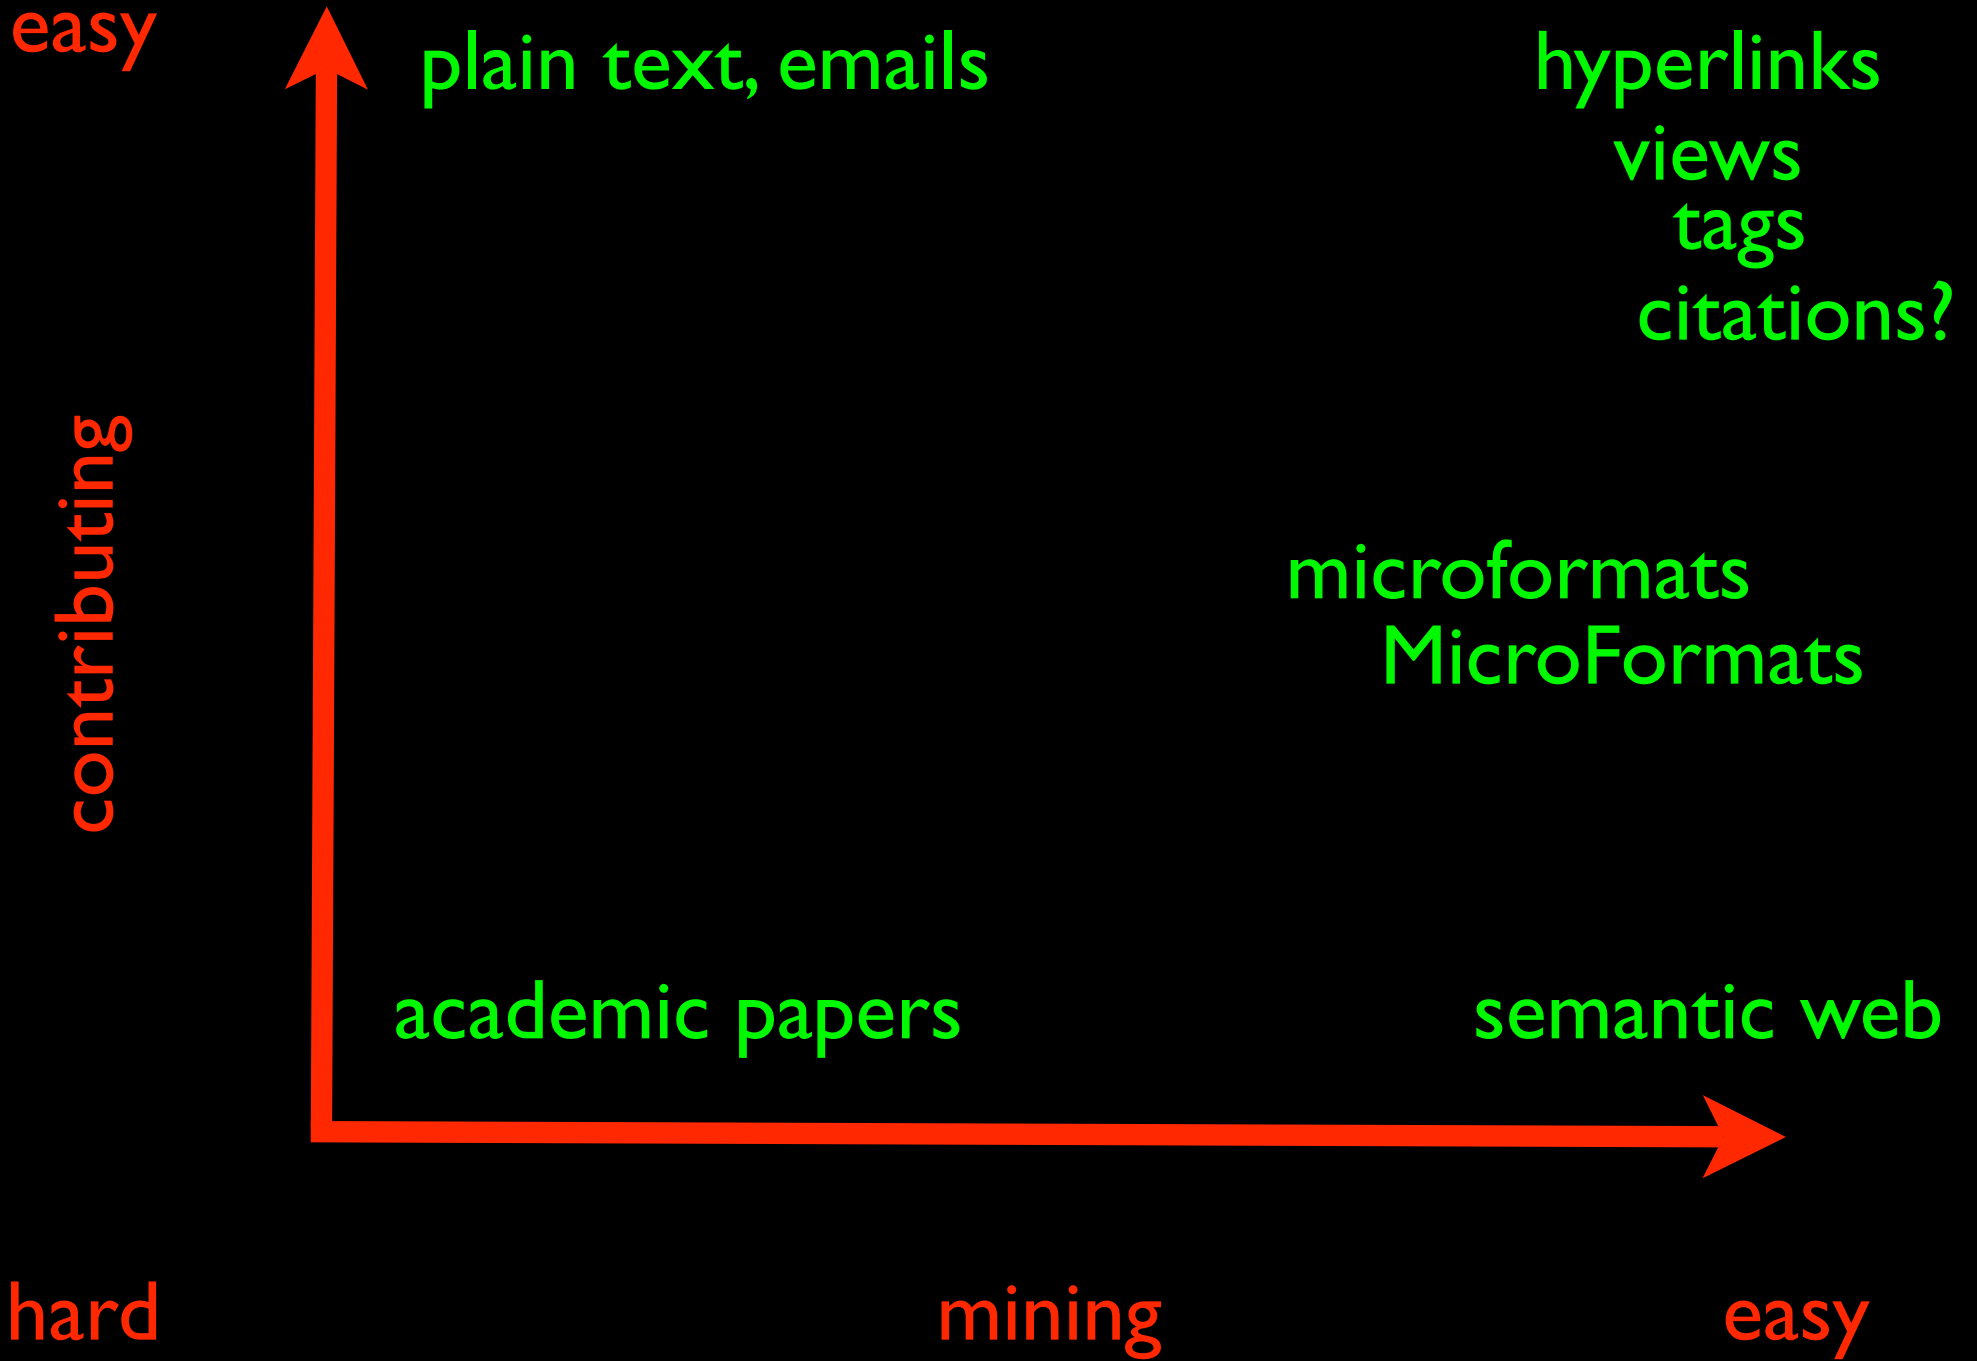 easy
plain text, emails
hyperlinks
views
tags
citations?
contributing
microformats
MicroFormats
academic papers
semantic web
hard
mining
easy